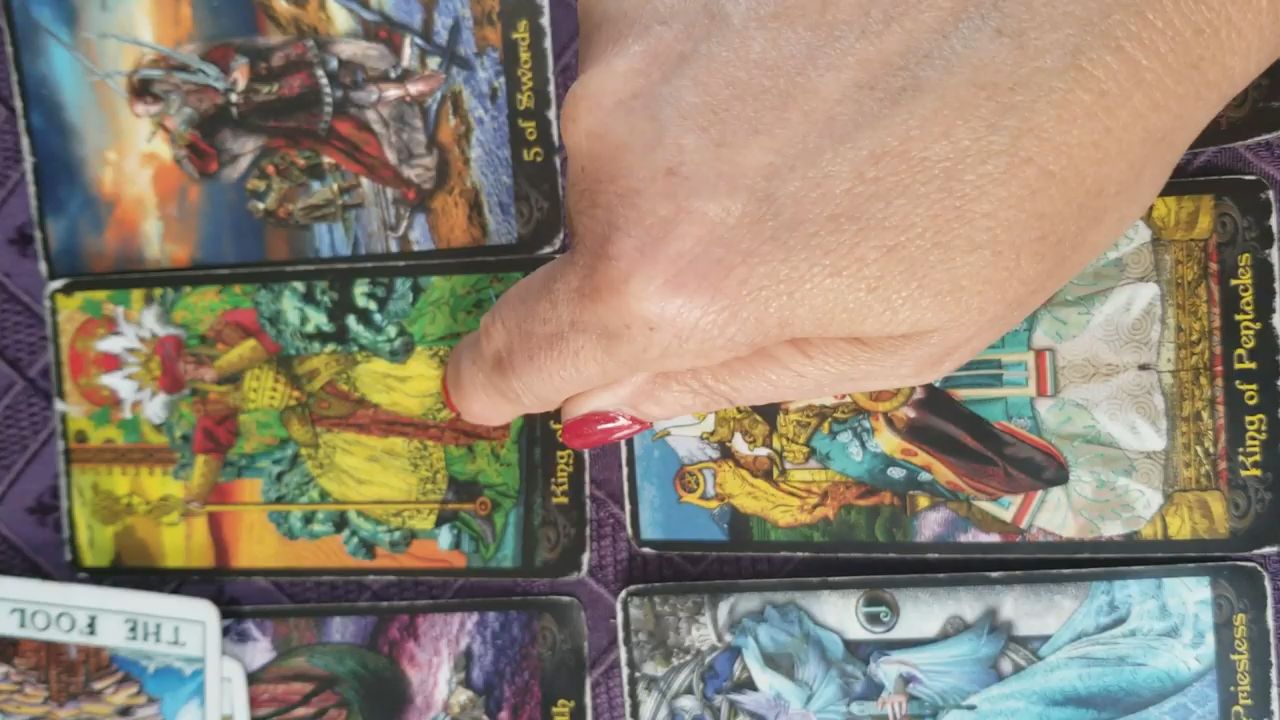 5 of Swords
King of
King of Pentacles
THE FOOL
Priestess
J